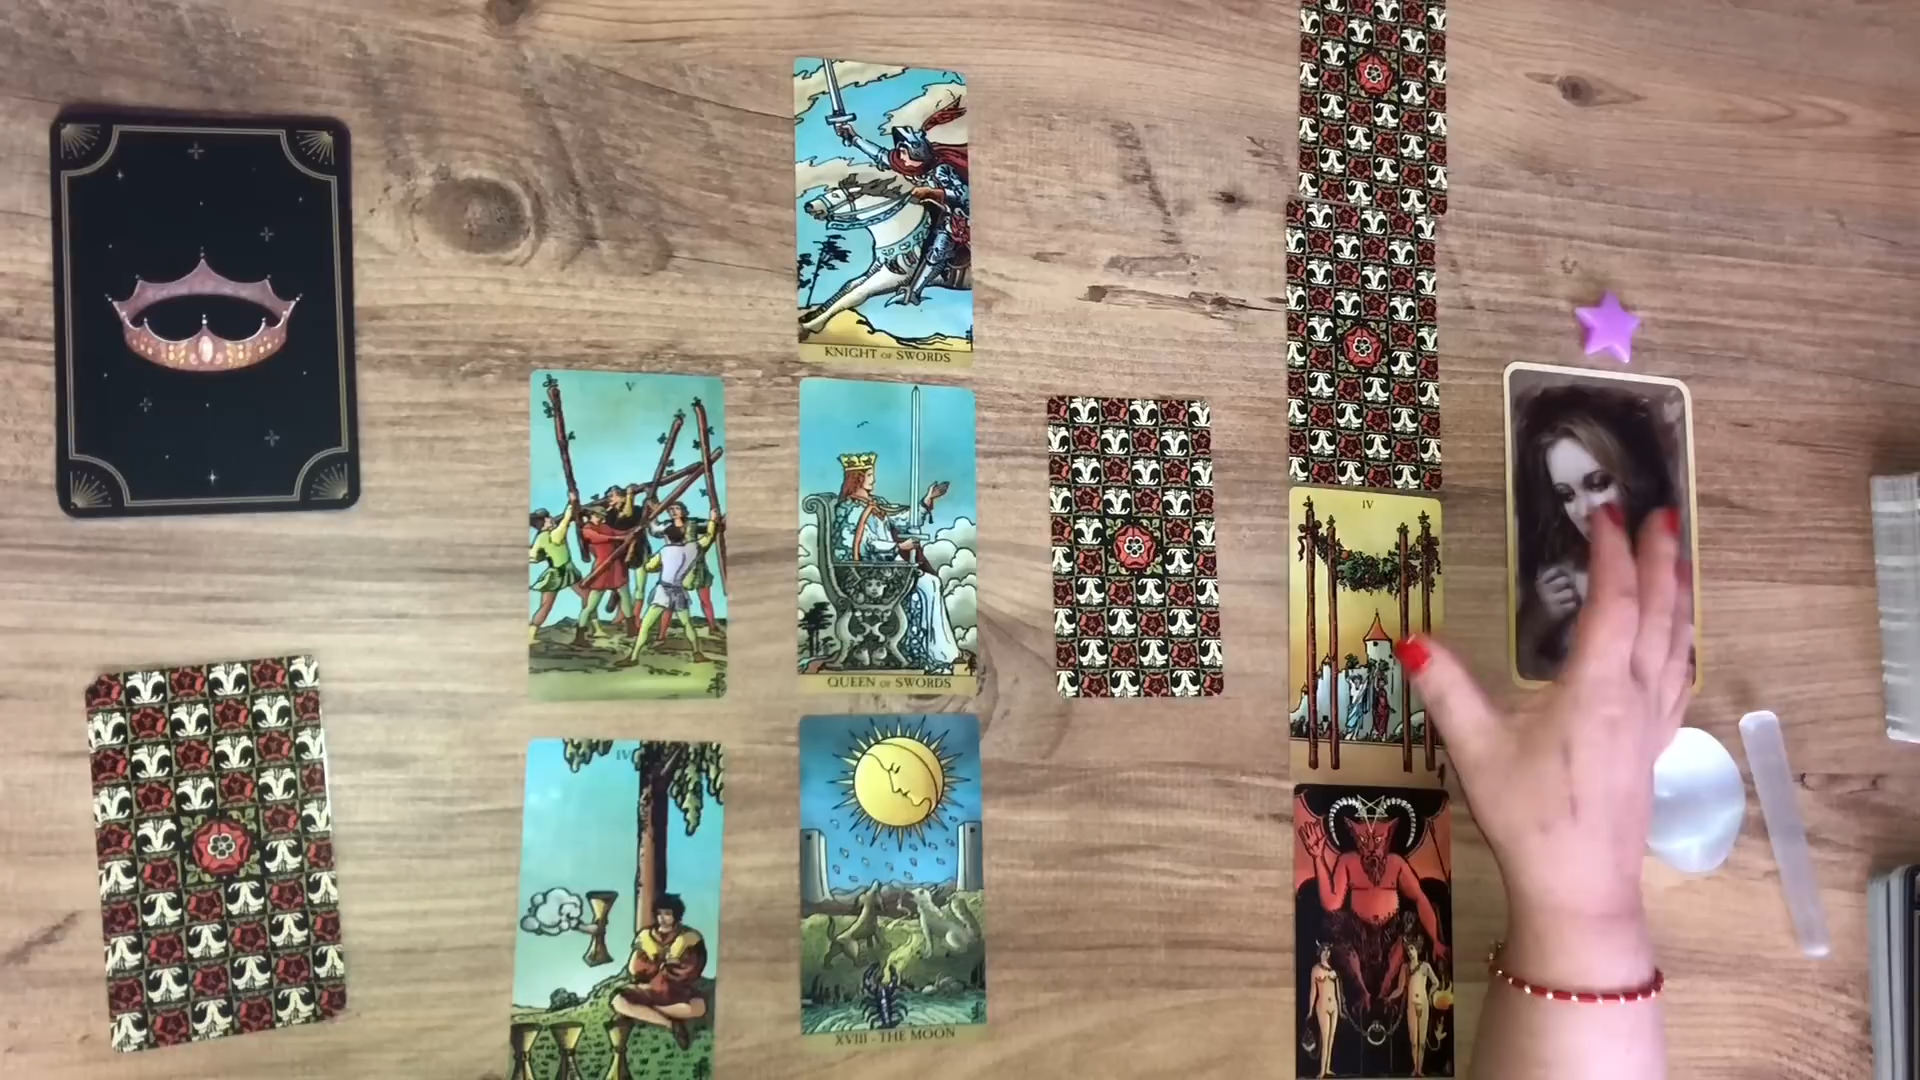 KNIGHT OF SWORDS
V
QUEEN OF SWORDS
IV
IV
XVIII - THE MOON